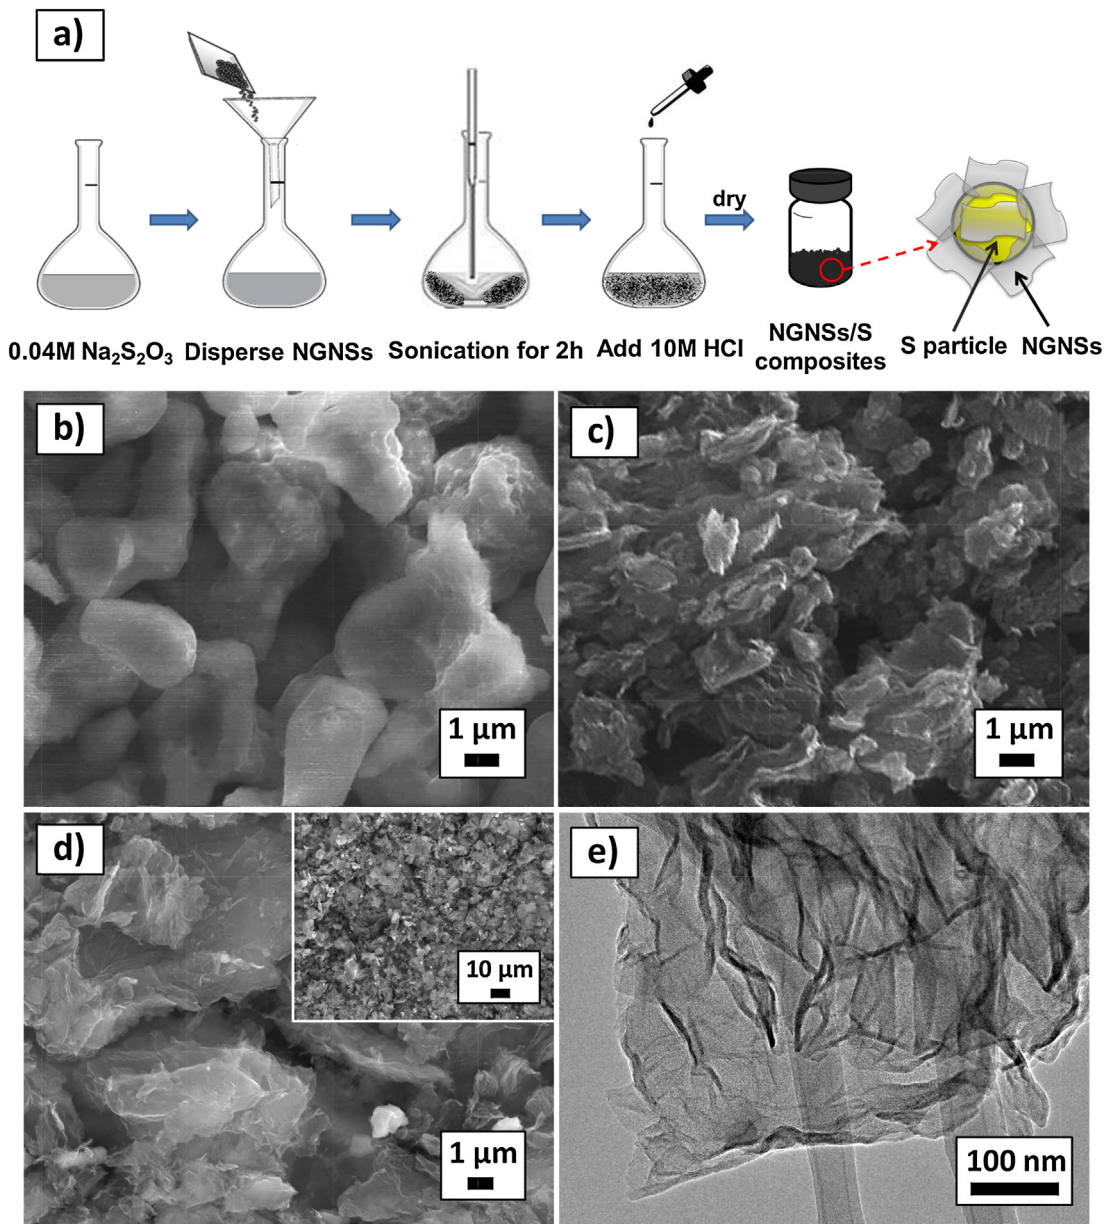 a)
dry
0.04M Na₂S₂O₃
Disperse NGNSs
Sonication for 2h
Add 10M HCl
NGNSs/S
composites
S particle
NGNSs
b)
1 μm
c)
1 μm
d)
10 μm
1 μm
e)
100 nm